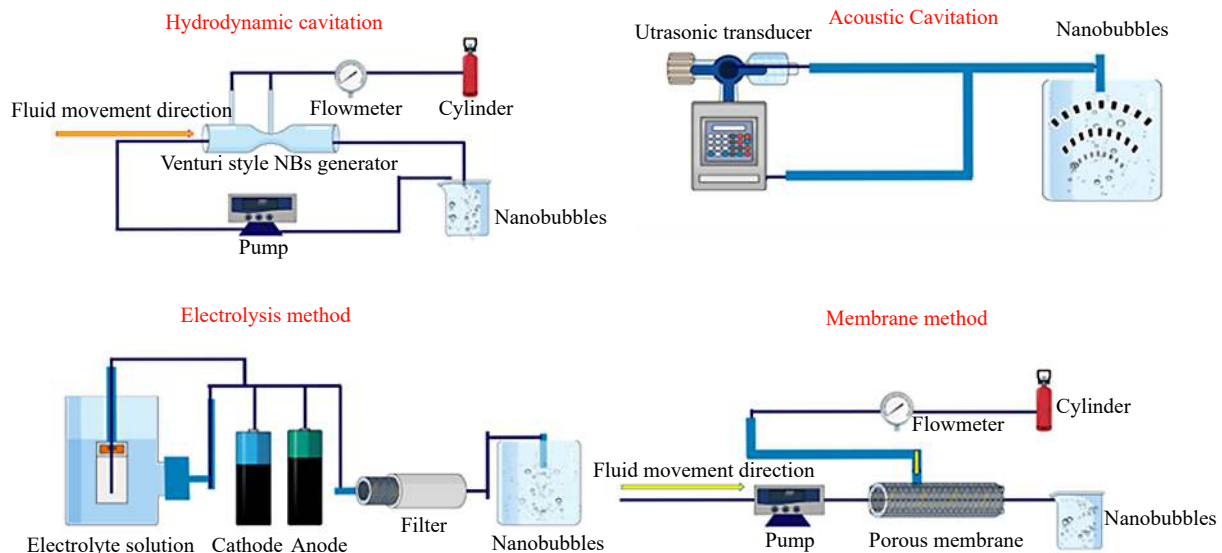 Hydrodynamic cavitation
Flowmeter
Cylinder
Fluid movement direction
Venturi style NBs generator
Nanobubbles
Pump
Acoustic Cavitation
Utrasonic transducer
Nanobubbles
Electrolysis method
Filter
Electrolyte solution
Cathode
Anode
Nanobubbles
Membrane method
Cylinder
Flowmeter
Fluid movement direction
Nanobubbles
Pump
Porous membrane